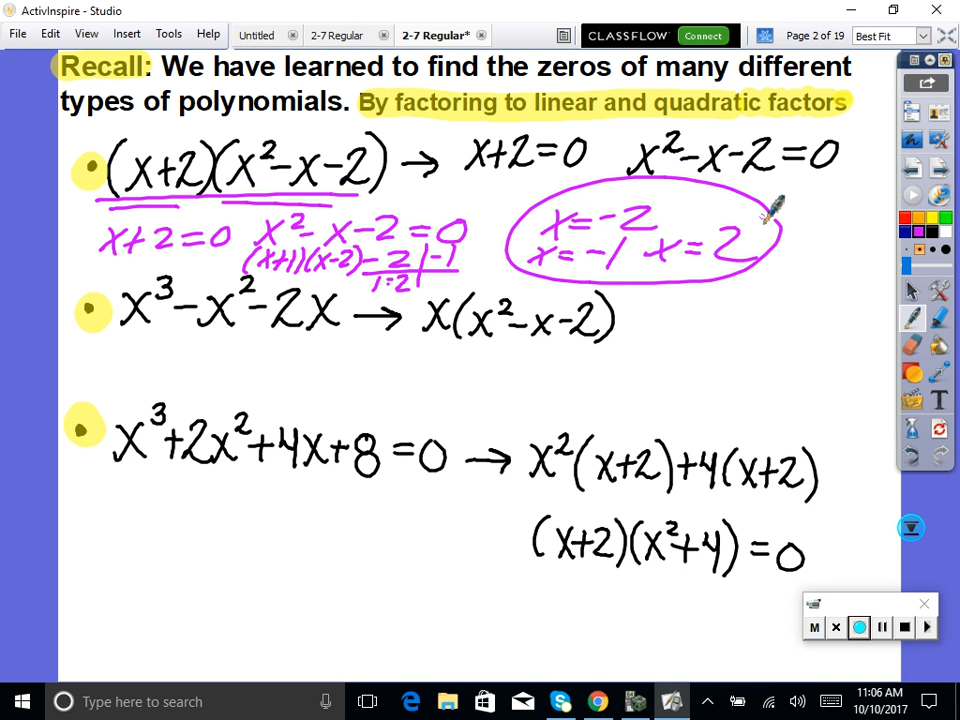 ActivInspire - Studio
File Edit View Insert Tools Help Untitled 2-7 Regular 2-7 Regular* CLASSFLOW Connect Page 2 of 19 Best Fit
Recall: We have learned to find the zeros of many different
types of polynomials. By factoring to linear and quadratic factors
• (x+2)(x²-x-2) → x+2=0 x²-x-2=0
x+2=0 x²-x-2=0 x=-2
(x+1)(x-2) -2 | -1 x=-1 x=2
1·-2
• x³-x²-2x → x(x²-x-2)
• x³+2x²+4x+8=0 → x²(x+2)+4(x+2)
(x+2)(x²+4)=0
M
Type here to search
11:06 AM
10/10/2017